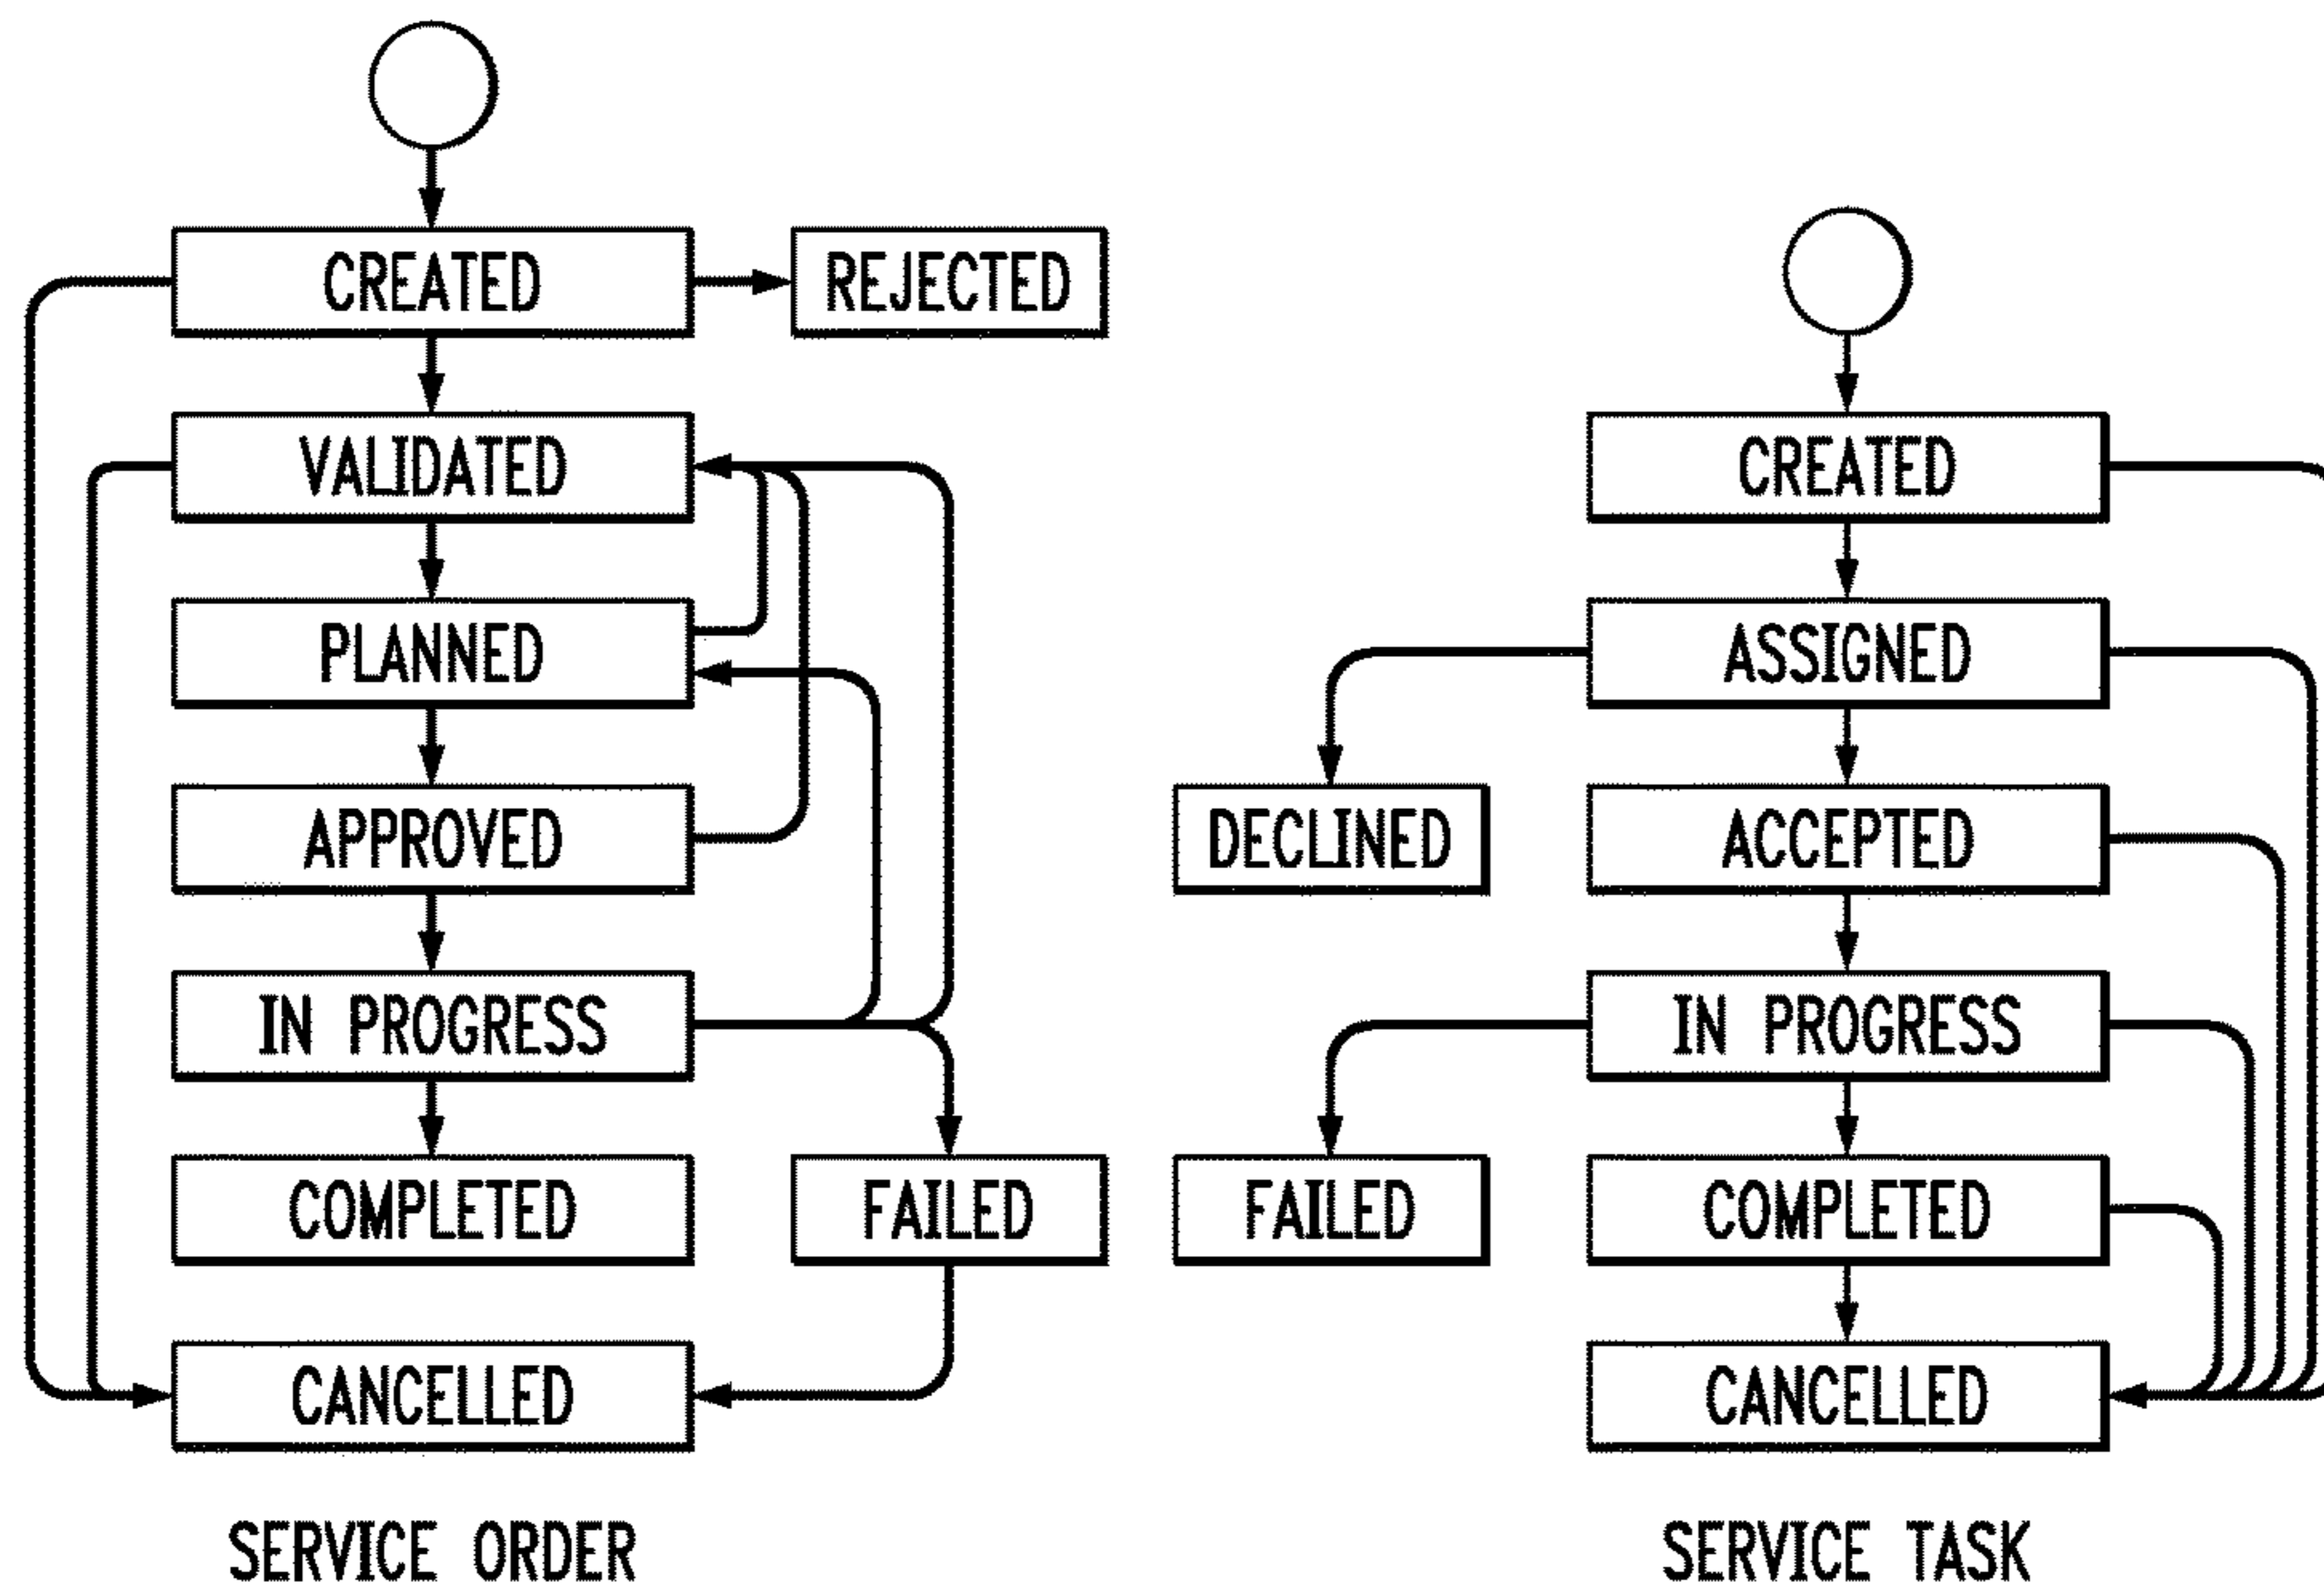 CREATED
REJECTED
VALIDATED
PLANNED
APPROVED
IN PROGRESS
COMPLETED
FAILED
CANCELLED
SERVICE ORDER
CREATED
ASSIGNED
DECLINED
ACCEPTED
IN PROGRESS
FAILED
COMPLETED
CANCELLED
SERVICE TASK